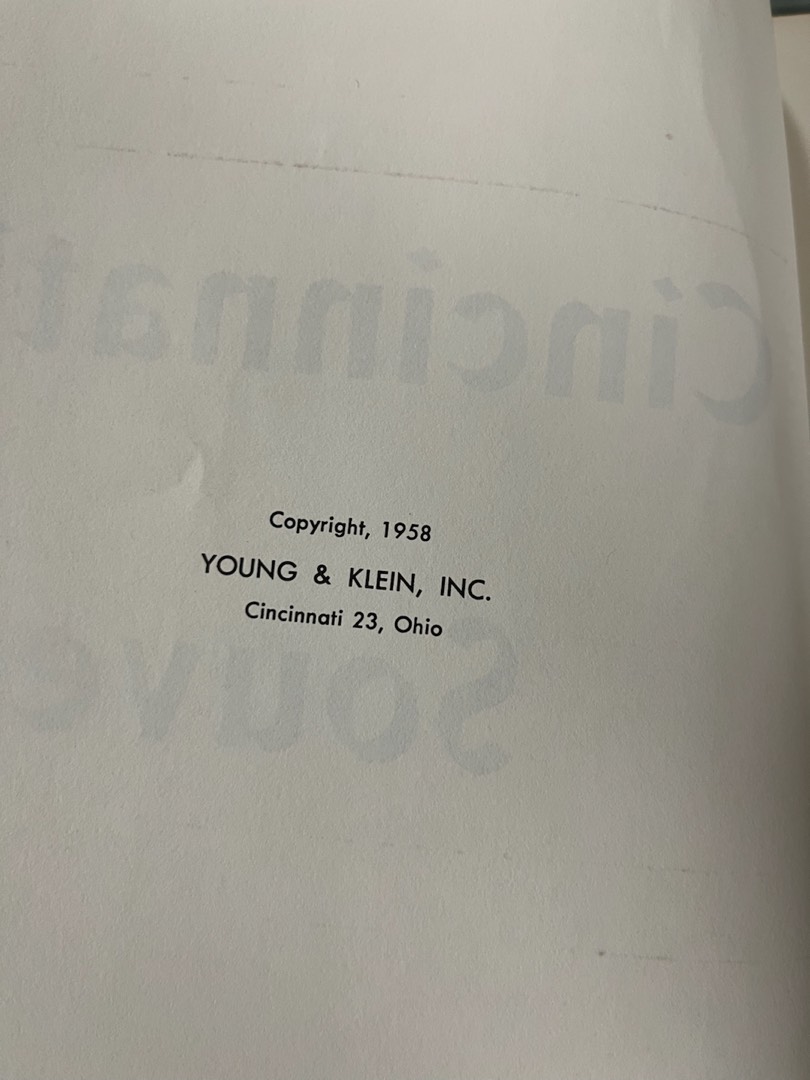 Copyright, 1958
YOUNG & KLEIN, INC.
Cincinnati 23, Ohio